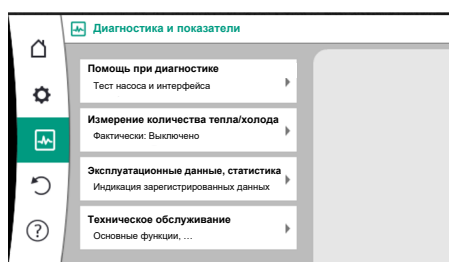 Диагностика и показатели
Помощь при диагностике
Тест насоса и интерфейса
Измерение количества тепла/холода
Фактически: Выключено
Эксплуатационные данные, статистика
Индикация зарегистрированных данных
Техническое обслуживание
Основные функции, …
?